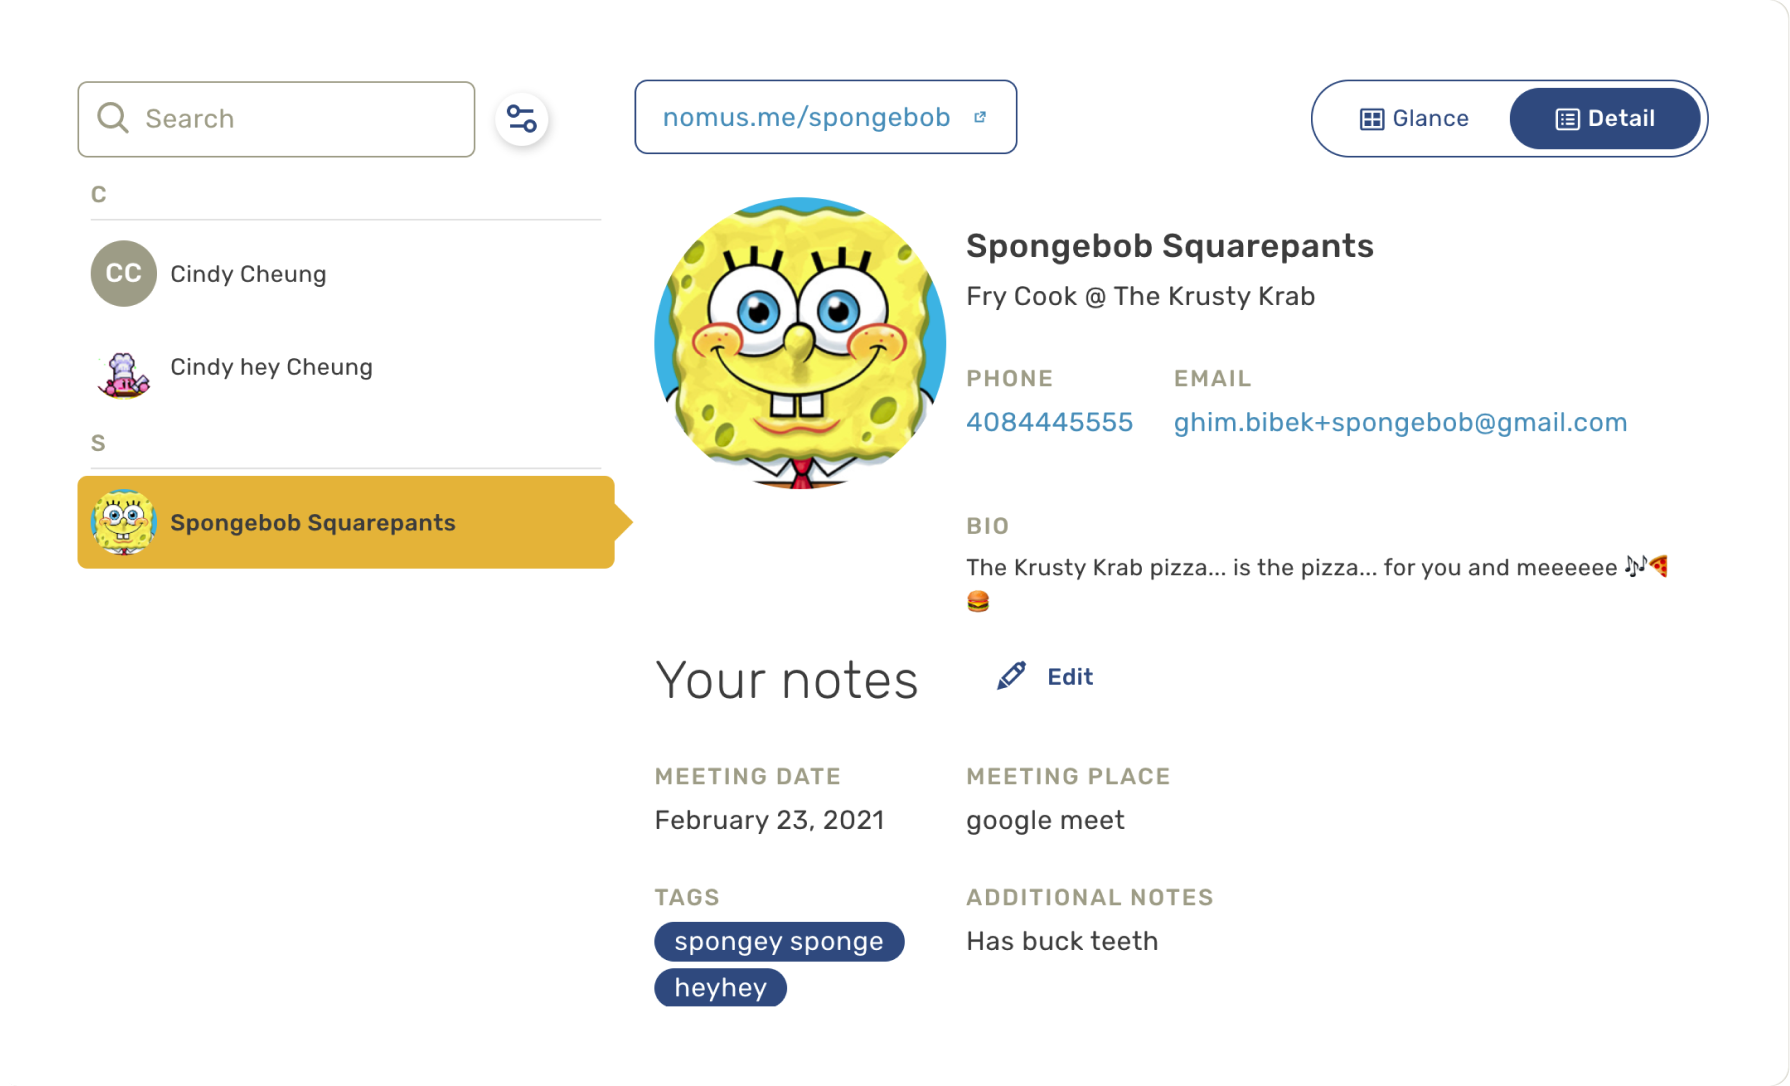 Search
C
CC
Cindy Cheung
Cindy hey Cheung
S
Spongebob Squarepants
nomus.me/spongebob
Glance
Detail
Spongebob Squarepants
Fry Cook @ The Krusty Krab
PHONE
4084445555
EMAIL
ghim.bibek+spongebob@gmail.com
BIO
The Krusty Krab pizza... is the pizza... for you and meeeeee 🎶🍕
🍔
Your notes
Edit
MEETING DATE
February 23, 2021
MEETING PLACE
google meet
TAGS
spongey sponge
heyhey
ADDITIONAL NOTES
Has buck teeth